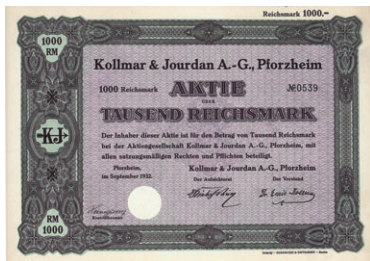 Reichsmark 1000.-
1000
RM
Kollmar & Jourdan A.-G., Pforzheim
1000 Reichsmark AKTIE №0539
ÜBER
TAUSEND REICHSMARK
KJ
Der Inhaber dieser Aktie ist für den Betrag von Tausend Reichsmark
bei der Aktiengesellschaft Kollmar & Jourdan A.-G., Pforzheim, mit
allen satzungsmäßigen Rechten und Pflichten beteiligt.
Pforzheim,
im September 1932.
Kollmar & Jourdan A.-G., Pforzheim
Der Aufsichtsrat
Der Vorstand
RM
1000